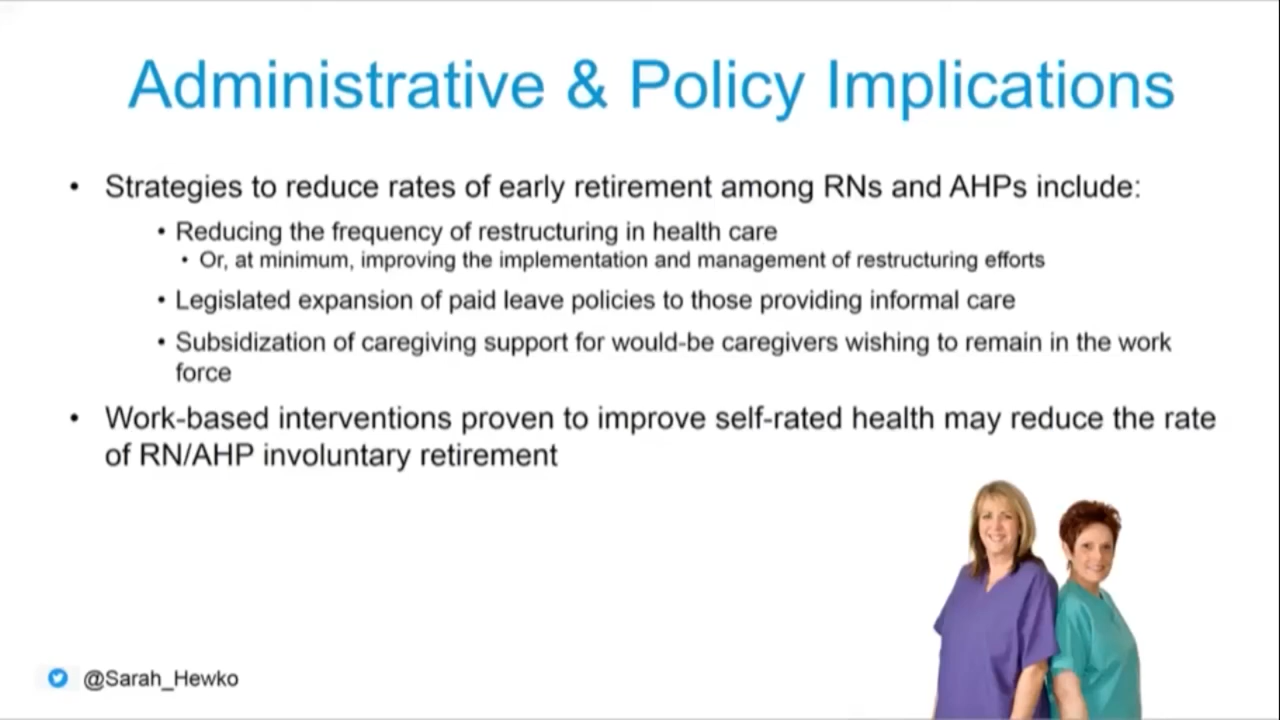 Administrative & Policy Implications
• Strategies to reduce rates of early retirement among RNs and AHPs include:
• Reducing the frequency of restructuring in health care
• Or, at minimum, improving the implementation and management of restructuring efforts
• Legislated expansion of paid leave policies to those providing informal care
• Subsidization of caregiving support for would-be caregivers wishing to remain in the work
force
• Work-based interventions proven to improve self-rated health may reduce the rate
of RN/AHP involuntary retirement
@Sarah_Hewko